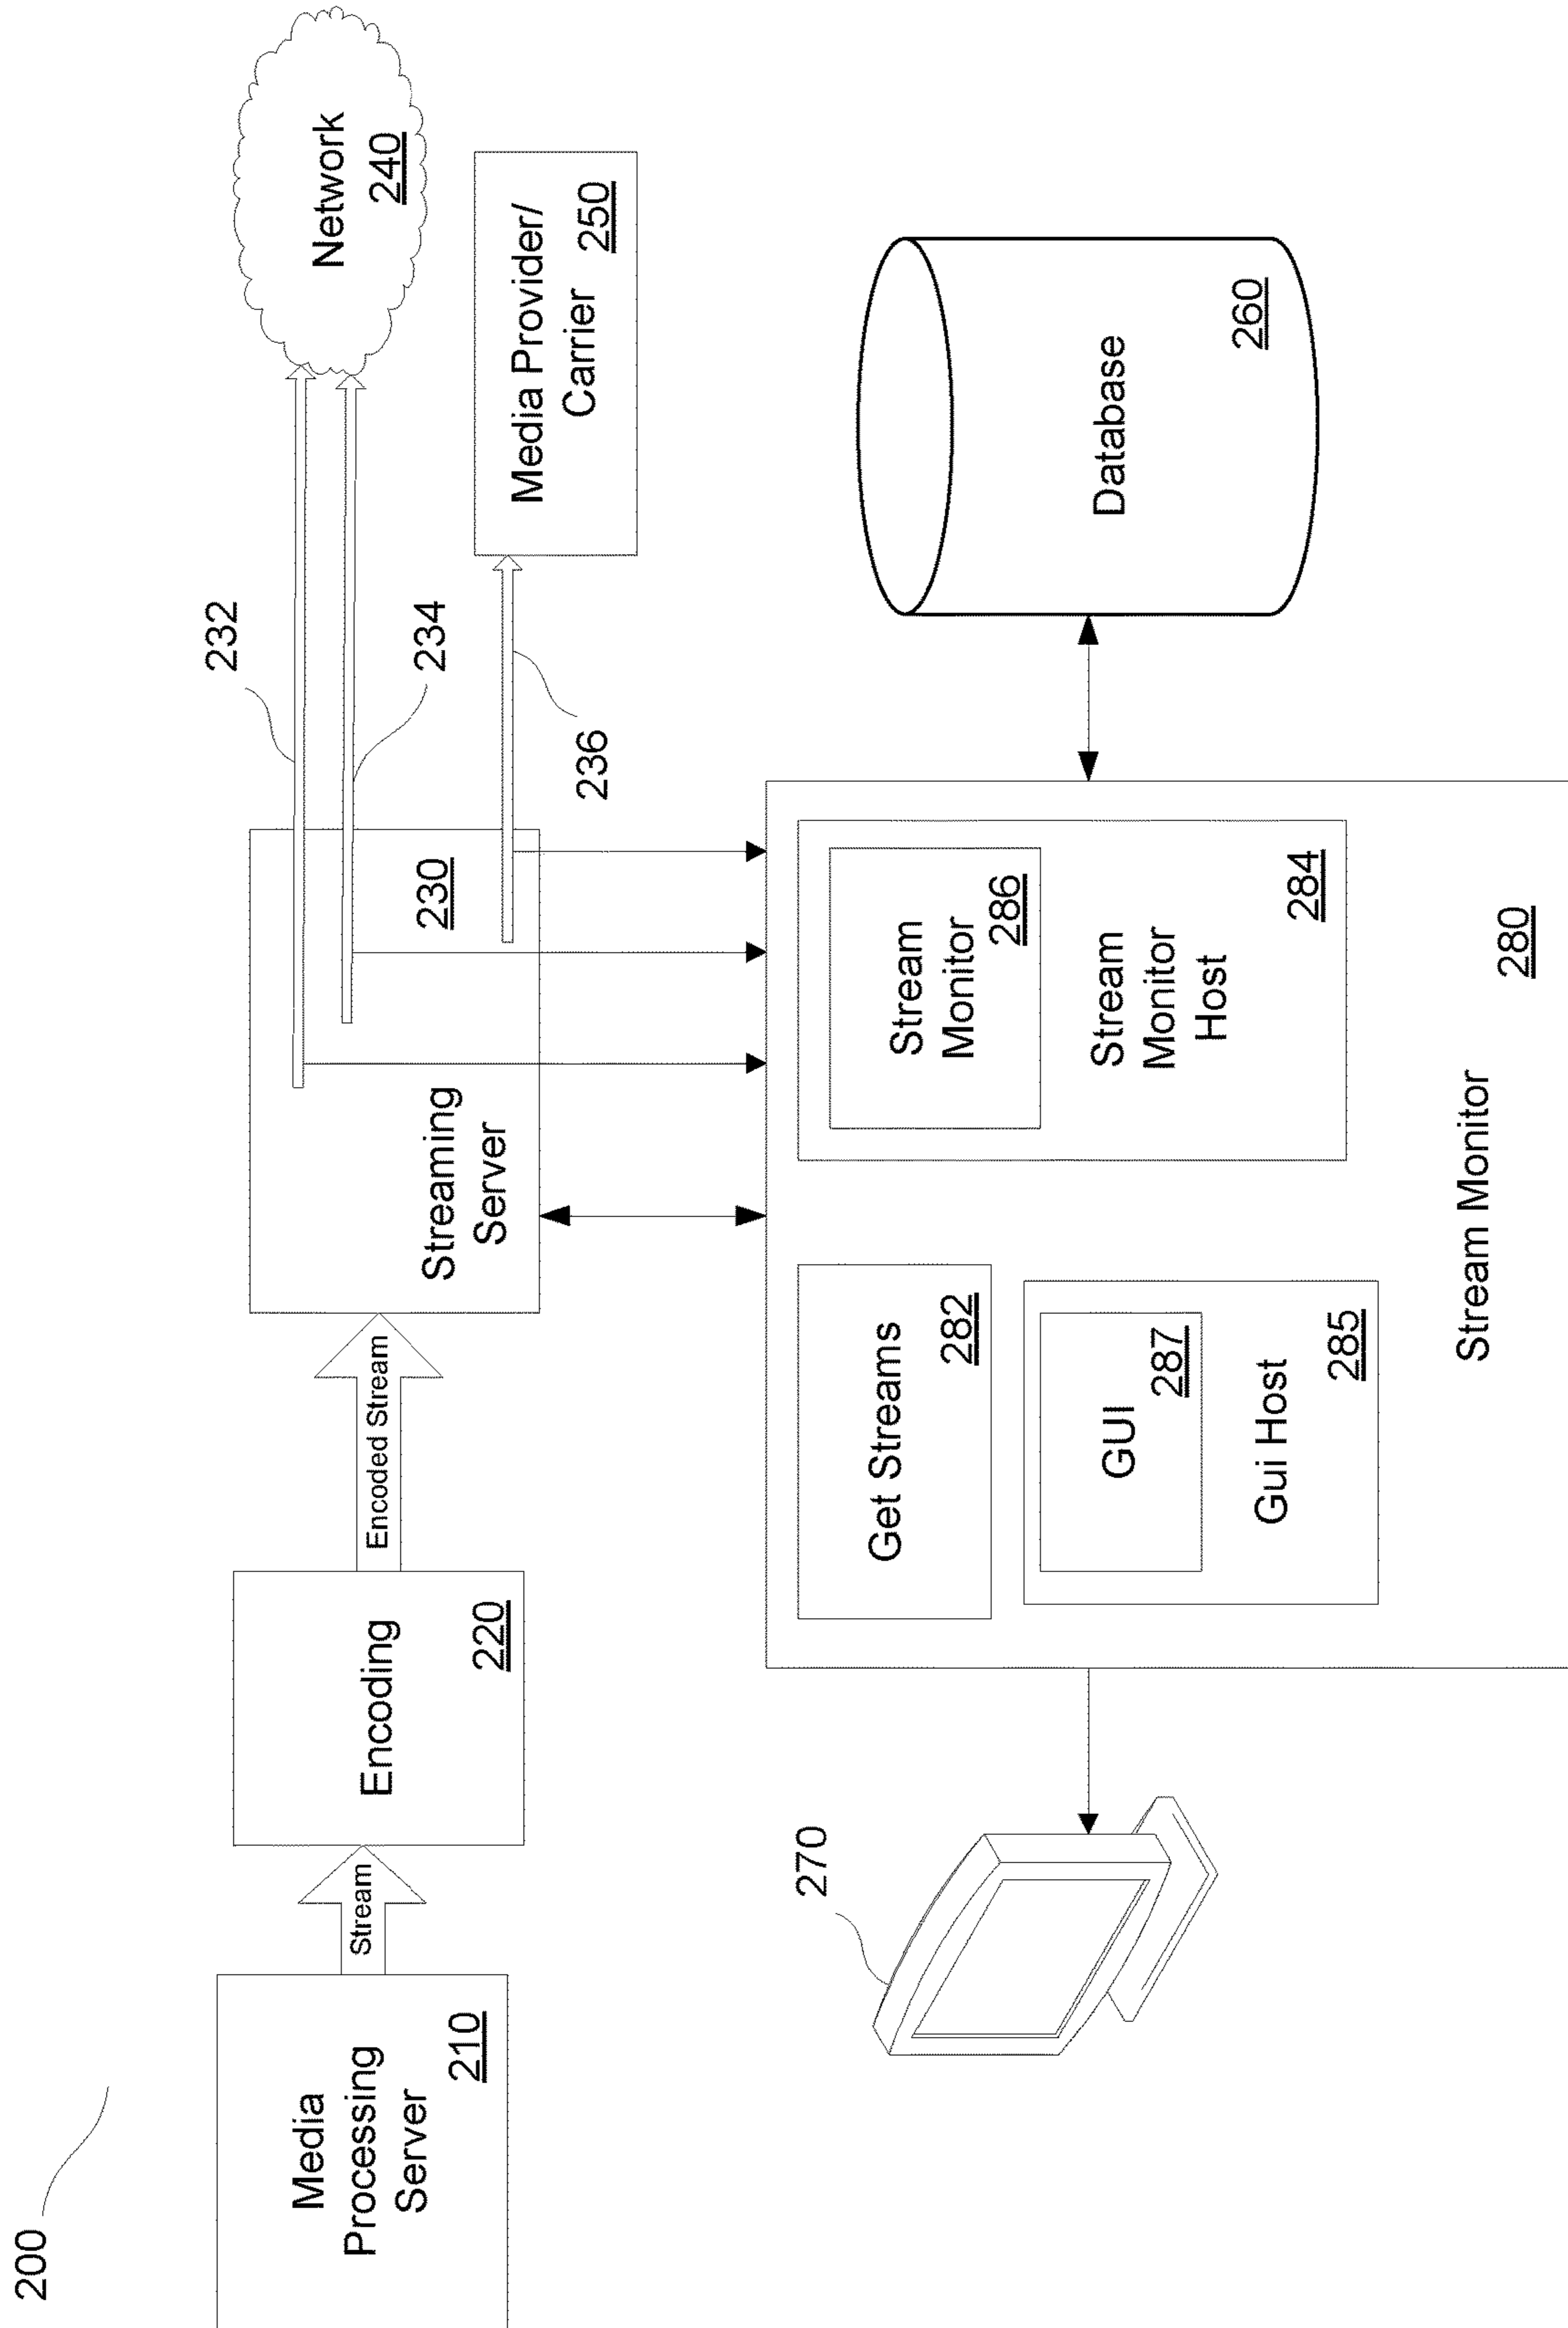 200
Media
Processing
Server
210
Stream
Encoding
220
Encoded Stream
Streaming
Server
230
232
234
236
Network
240
Media Provider/
Carrier 250
270
Get Streams
282
GUI
287
Gui Host
285
Stream
Monitor
286
Stream
Monitor
Host
284
Stream Monitor
280
Database
260